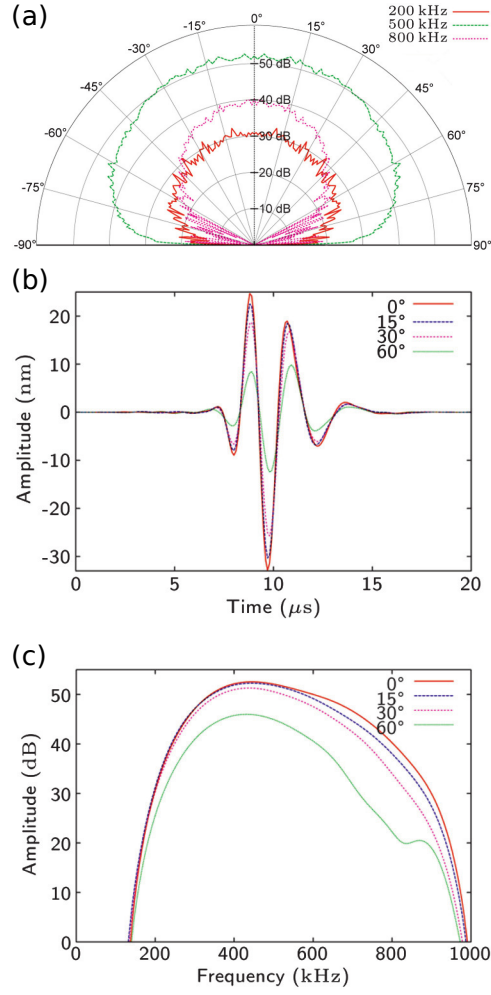 (a)
200 kHz
500 kHz
800 kHz
-90°
-75°
-60°
-45°
-30°
-15°
0°
15°
30°
45°
60°
75°
90°
50 dB
40 dB
30 dB
20 dB
10 dB
(b)
0°
15°
30°
60°
20
10
0
-10
-20
-30
Amplitude (nm)
0
5
10
15
20
Time (μs)
(c)
0°
15°
30°
60°
50
40
30
20
10
0
Amplitude (dB)
0
200
400
600
800
1000
Frequency (kHz)